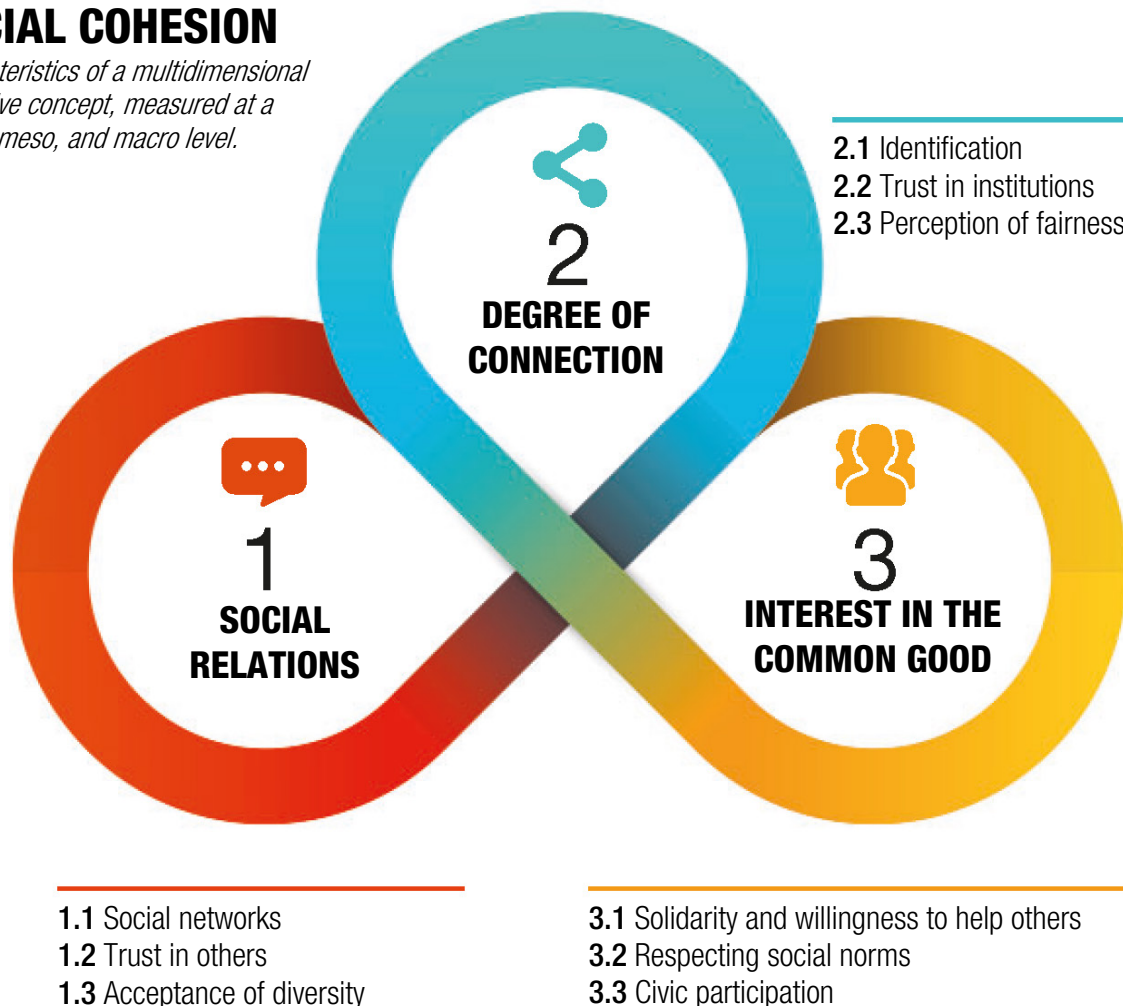 CIAL COHESION
cteristics of a multidimensional
ive concept, measured at a
meso, and macro level.
2
DEGREE OF
CONNECTION
2.1 Identification
2.2 Trust in institutions
2.3 Perception of fairness
1
SOCIAL
RELATIONS
3
INTEREST IN THE
COMMON GOOD
1.1 Social networks
1.2 Trust in others
1.3 Acceptance of diversity
3.1 Solidarity and willingness to help others
3.2 Respecting social norms
3.3 Civic participation